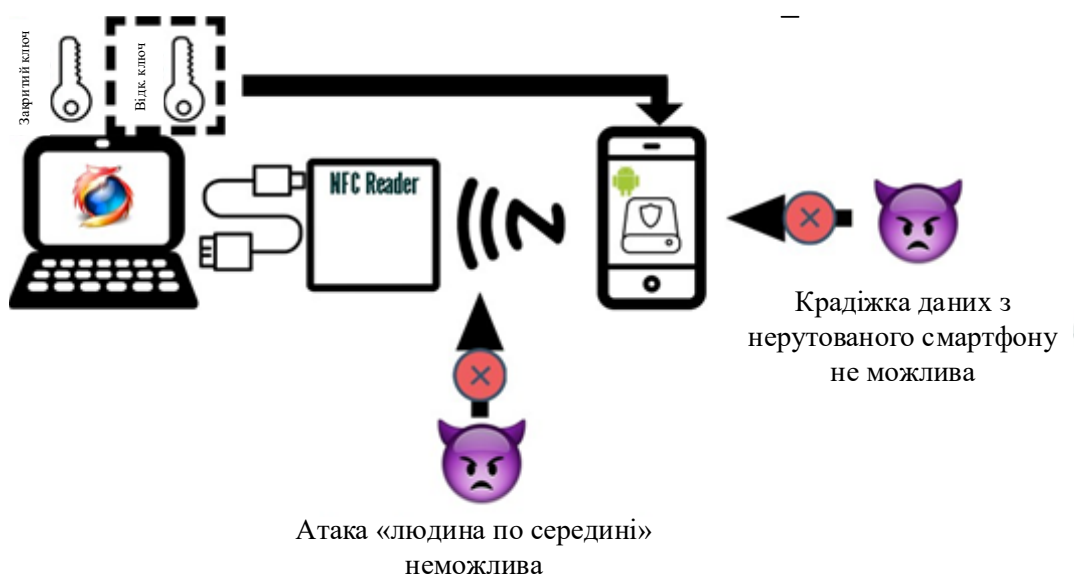 Закритий ключ
Відк. ключ
NFC Reader
Крадіжка даних з
нерутованого смартфону
не можлива
Атака «людина по середині»
неможлива